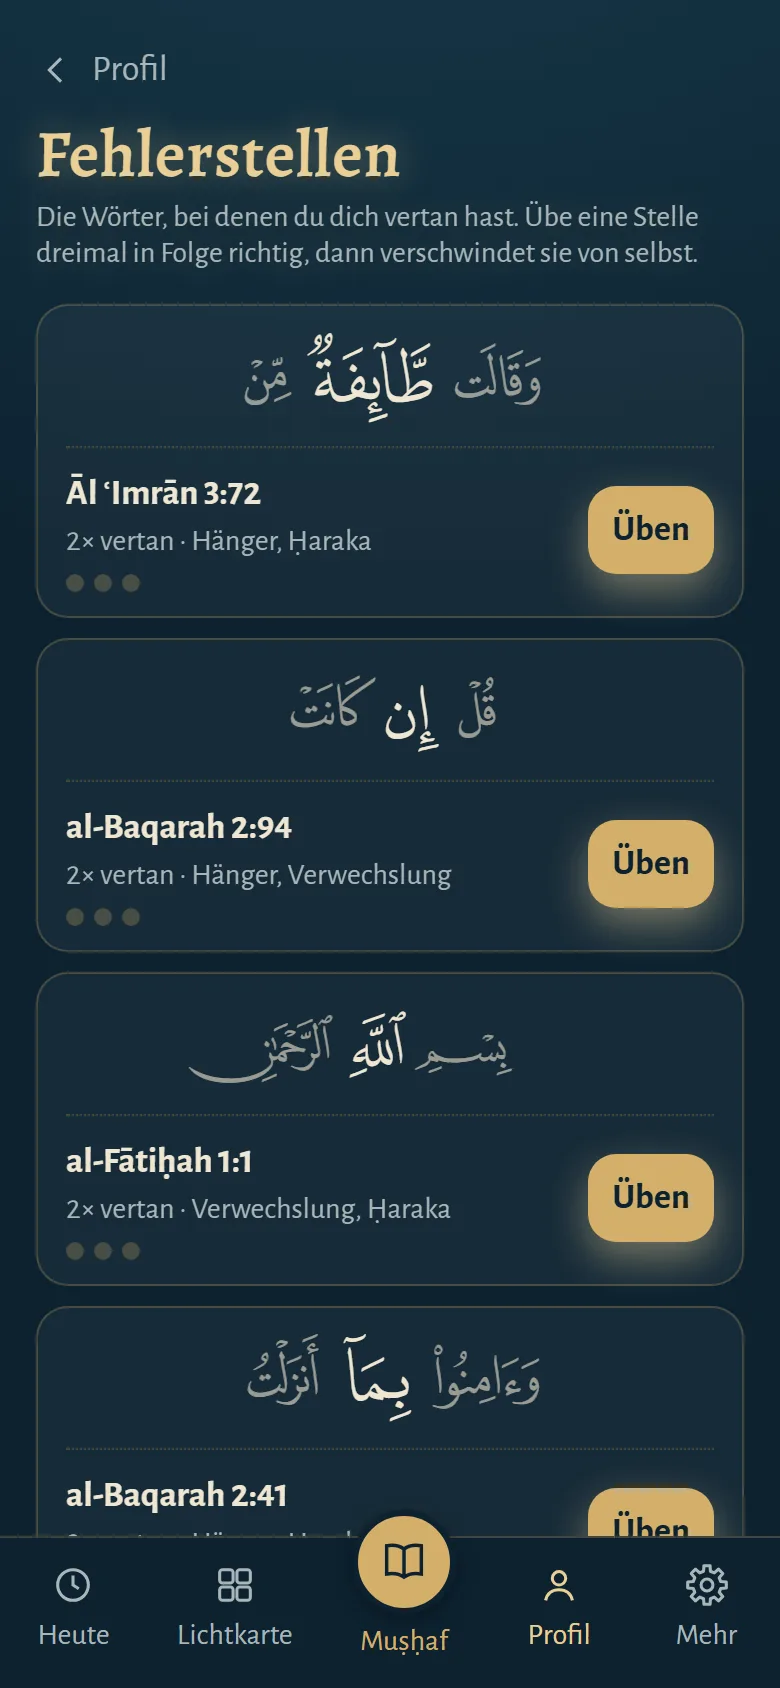 Profil
Fehlerstellen
Die Wörter, bei denen du dich vertan hast. Übe eine Stelle
dreimal in Folge richtig, dann verschwindet sie von selbst.
وَقَالَت طَّآئِفَةٌ مِّنْ
Āl ʿImrān 3:72
2× vertan · Hänger, Ḥaraka
Üben
قُلْ إِن كَانَتْ
al-Baqarah 2:94
2× vertan · Hänger, Verwechslung
Üben
بِسْمِ ٱللَّهِ ٱلرَّحْمَٰنِ
al-Fātiḥah 1:1
2× vertan · Verwechslung, Ḥaraka
Üben
وَءَامِنُوا۟ بِمَآ أَنزَلْتُ
al-Baqarah 2:41
Üben
Heute
Lichtkarte
Muṣḥaf
Profil
Mehr